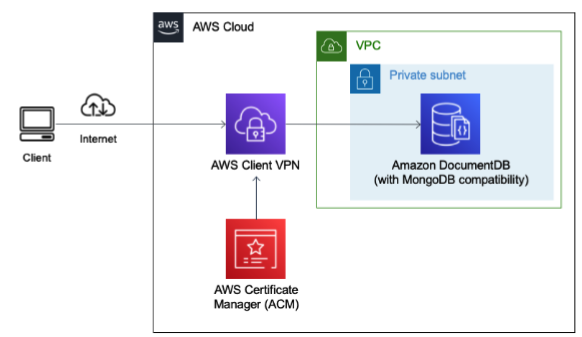 aws
AWS Cloud
VPC
Private subnet
Internet
Client
AWS Client VPN
Amazon DocumentDB
(with MongoDB compatibility)
AWS Certificate
Manager (ACM)